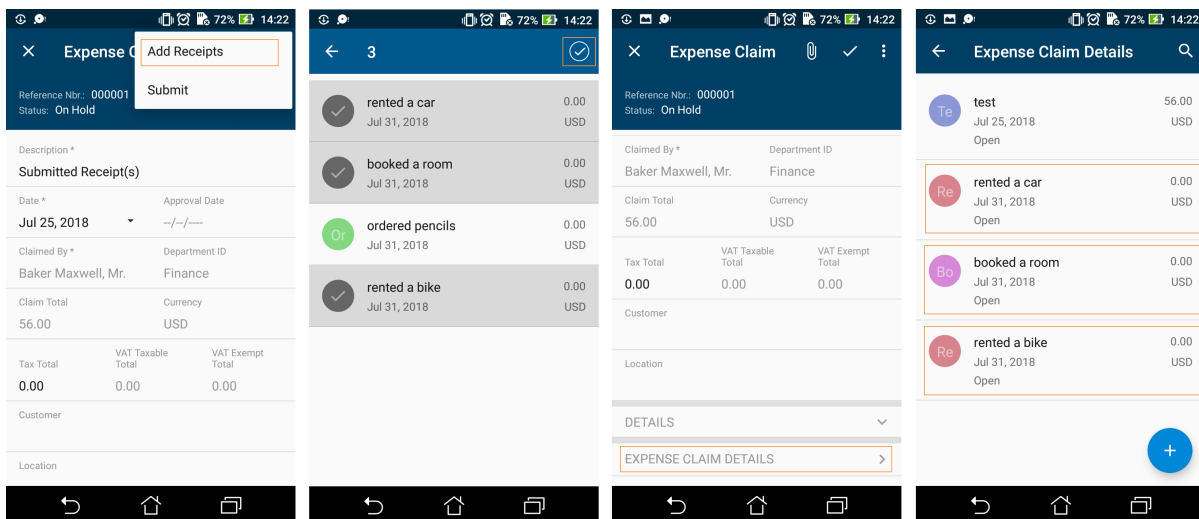 72% 14:22
Expense C
Add Receipts
Submit
Reference Nbr.: 000001
Status: On Hold
Description *
Submitted Receipt(s)
Date * Approval Date
Jul 25, 2018 --/--/----
Claimed By * Department ID
Baker Maxwell, Mr. Finance
Claim Total Currency
56.00 USD
Tax Total VAT Taxable Total VAT Exempt Total
0.00 0.00 0.00
Customer
Location
72% 14:22
3
rented a car 0.00
Jul 31, 2018 USD
booked a room 0.00
Jul 31, 2018 USD
Or ordered pencils 0.00
Jul 31, 2018 USD
rented a bike 0.00
Jul 31, 2018 USD
72% 14:22
Expense Claim
Reference Nbr.: 000001
Status: On Hold
Claimed By * Department ID
Baker Maxwell, Mr. Finance
Claim Total Currency
56.00 USD
Tax Total VAT Taxable Total VAT Exempt Total
0.00 0.00 0.00
Customer
Location
DETAILS
EXPENSE CLAIM DETAILS
72% 14:22
Expense Claim Details
Te test 56.00
Jul 25, 2018 USD
Open
Re rented a car 0.00
Jul 31, 2018 USD
Open
Bo booked a room 0.00
Jul 31, 2018 USD
Open
Re rented a bike 0.00
Jul 31, 2018 USD
Open
+